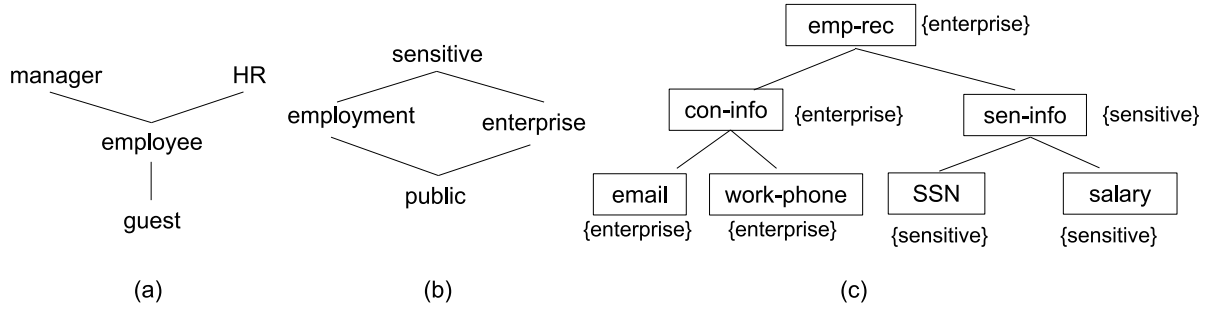 manager HR
employee
guest
(a)
sensitive
employment enterprise
public
(b)
emp-rec {enterprise}
con-info {enterprise} sen-info {sensitive}
email work-phone SSN salary
{enterprise} {enterprise} {sensitive} {sensitive}
(c)